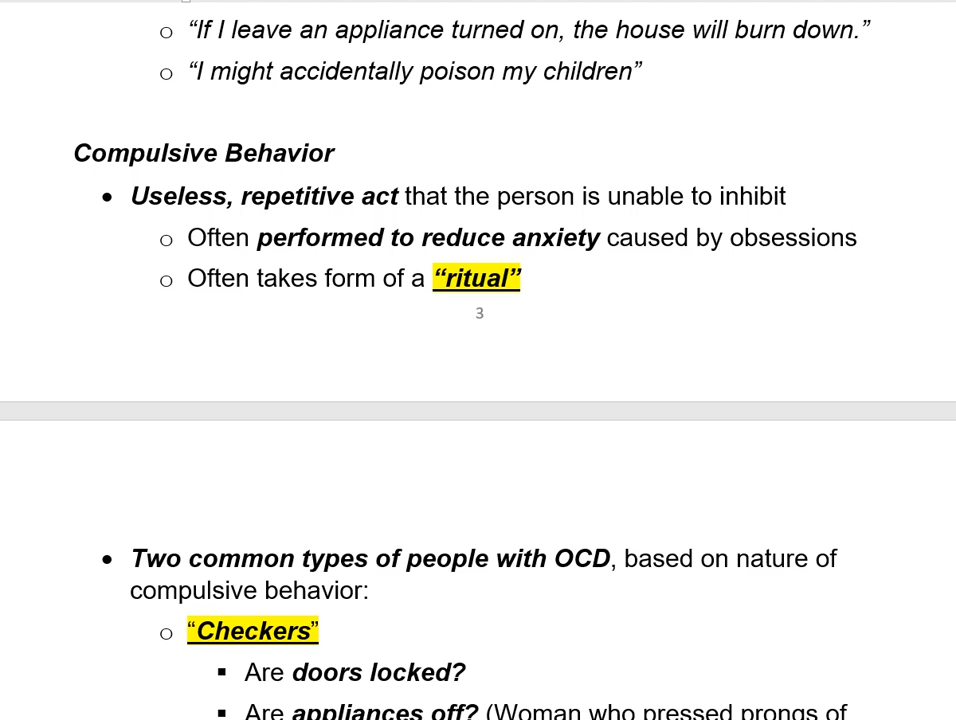 o “If I leave an appliance turned on, the house will burn down.”
o “I might accidentally poison my children”
Compulsive Behavior
• Useless, repetitive act that the person is unable to inhibit
o Often performed to reduce anxiety caused by obsessions
o Often takes form of a “ritual”
3
• Two common types of people with OCD, based on nature of
compulsive behavior:
o “Checkers”
▪ Are doors locked?
▪ Are appliances off? (Woman who pressed prongs of